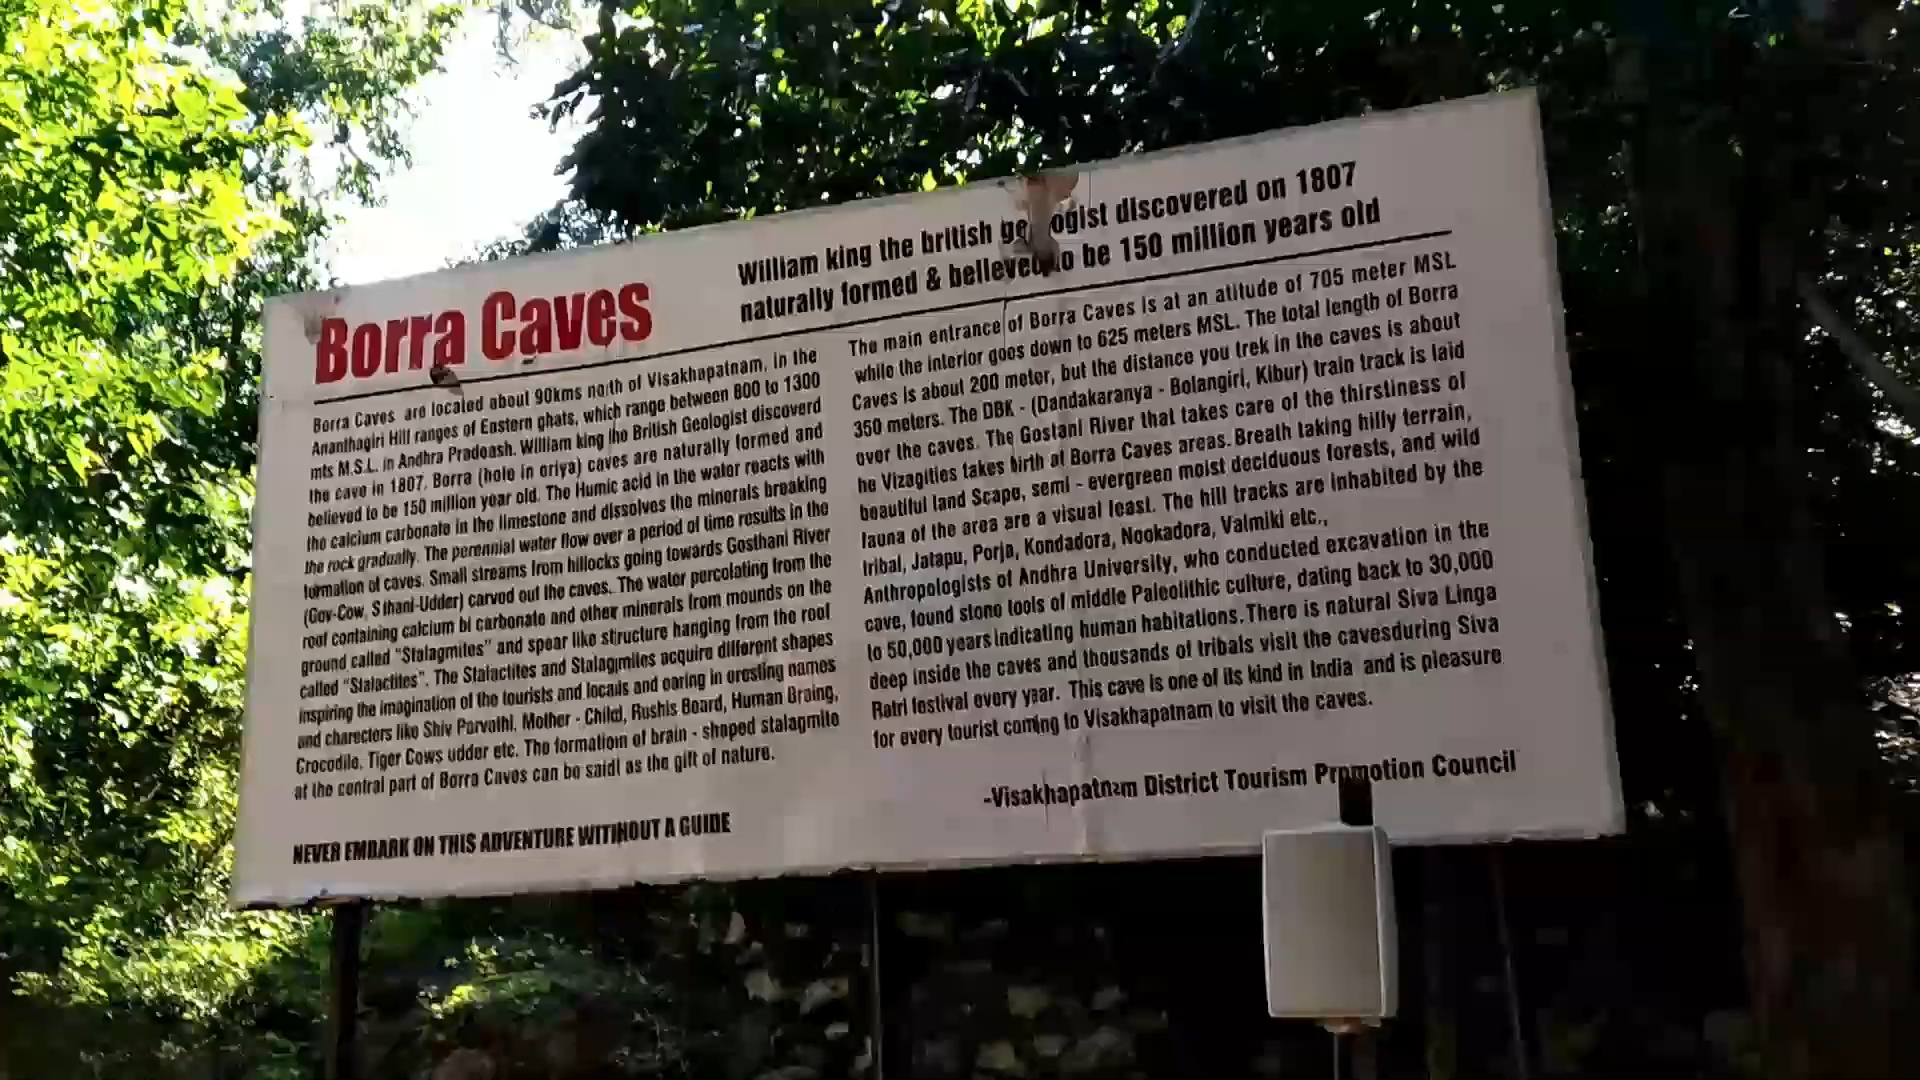 Borra Caves
William king the british geologist discovered on 1807
naturally formed & believed to be 150 million years old
Borra Caves are located about 90kms north of Visakhapatnam, in the
Ananthagiri Hill ranges of Eastern ghats, which range between 800 to 1300
mts M.S.L. in Andhra Pradoash. William king the British Geologist discoverd
the cave in 1807. Borra (hole in oriya) caves are naturally formed and
believed to be 150 million year old. The Humic acid in the water reacts with
the calcium carbonate in the limestone and dissolves the minerals breaking
the rock gradually. The perennial water flow over a period of time results in the
formation of caves. Small streams from hillocks going towards Gosthani River
(Gov-Cow, Sthani-Udder) carved out the caves. The water percolating from the
roof containing calcium bi carbonate and other minerals from mounds on the
ground called "Stalagmites" and spear like structure hanging from the roof
called "Stalactites". The Stalactites and Stalagmites acquire different shapes
inspiring the imagination of the tourists and locals and earing in oresting names
and charecters like Shiv Parvathi, Mother - Child, Rushis Beard, Human Braing,
Crocodile, Tiger Cows udder etc. The formation of brain - shaped stalagmite
at the central part of Borra Caves can be said as the gift of nature.
NEVER EMBARK ON THIS ADVENTURE WITHOUT A GUIDE
The main entrance of Borra Caves is at an atitude of 705 meter MSL
while the interior goes down to 625 meters MSL. The total length of Borra
Caves is about 200 meter, but the distance you trek in the caves is about
350 meters. The DBK - (Dandakaranya - Bolangiri, Kibur) train track is laid
over the caves. The Gostani River that takes care of the thirstiness of
he Vizagities takes birth at Borra Caves areas. Breath taking hilly terrain,
beautiful land Scape, semi - evergreen moist deciduous forests, and wild
fauna of the area are a visual feast. The hill tracks are inhabited by the
tribal, Jatapu, Porja, Kondadora, Nookadora, Valmiki etc.,
Anthropologists of Andhra University, who conducted excavation in the
cave, found stone tools of middle Paleolithic culture, dating back to 30,000
to 50,000 years indicating human habitations. There is natural Siva Linga
deep inside the caves and thousands of tribals visit the cavesduring Siva
Ratri festival every year. This cave is one of its kind in India and is pleasure
for every tourist coming to Visakhapatnam to visit the caves.
-Visakhapatnam District Tourism Promotion Council